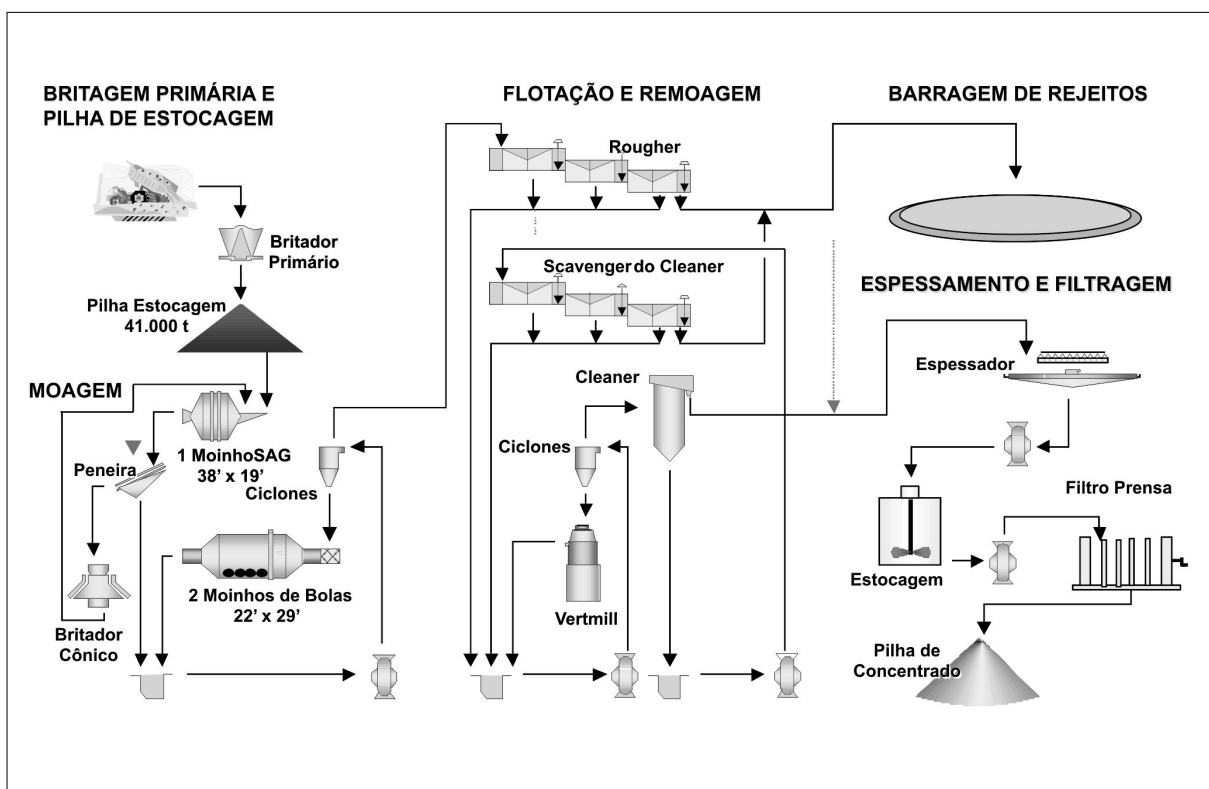 BRITAGEM PRIMÁRIA E
PILHA DE ESTOCAGEM
Britador
Primário
Pilha Estocagem
41.000 t
MOAGEM
1 MoinhoSAG
38' x 19'
Peneira
Ciclones
2 Moinhos de Bolas
22' x 29'
Britador
Cônico
FLOTAÇÃO E REMOAGEM
Rougher
Scavengerdo Cleaner
Cleaner
Ciclones
Vertmill
BARRAGEM DE REJEITOS
ESPESSAMENTO E FILTRAGEM
Espessador
Filtro Prensa
Estocagem
Pilha de
Concentrado